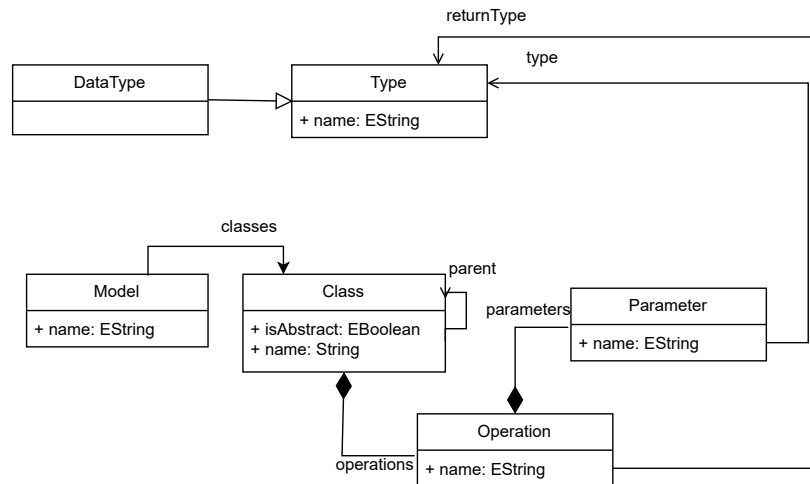 returnType
type
DataType
Type
+ name: EString
classes
parent
Model
+ name: EString
Class
+ isAbstract: EBoolean
+ name: String
parameters
Parameter
+ name: EString
operations
Operation
+ name: EString